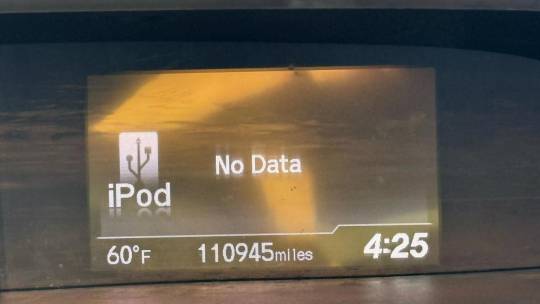 No Data
iPod
60°F 110945miles 4:25